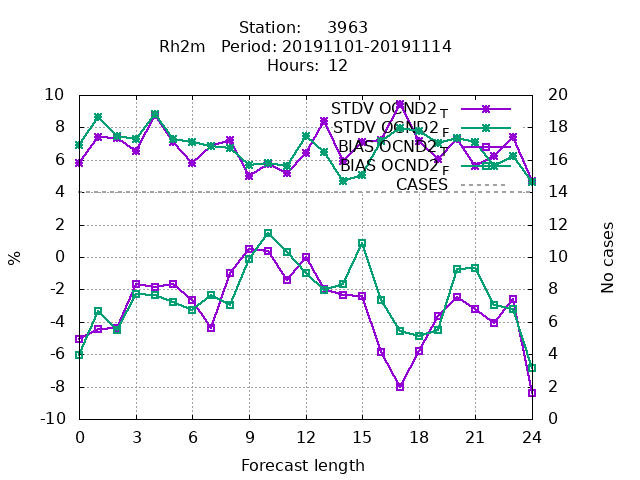 Station: 3963
Rh2m Period: 20191101-20191114
Hours: 12
10 20
STDV OCND2 T
8 18
STDV OCND2 F
BIAS OCND2 T
6 16
BIAS OCND2 F
CASES
4 14
2 12
0 10
-2 8
-4 6
-6 4
-8 2
-10 0
%
No cases
0 3 6 9 12 15 18 21 24
Forecast length